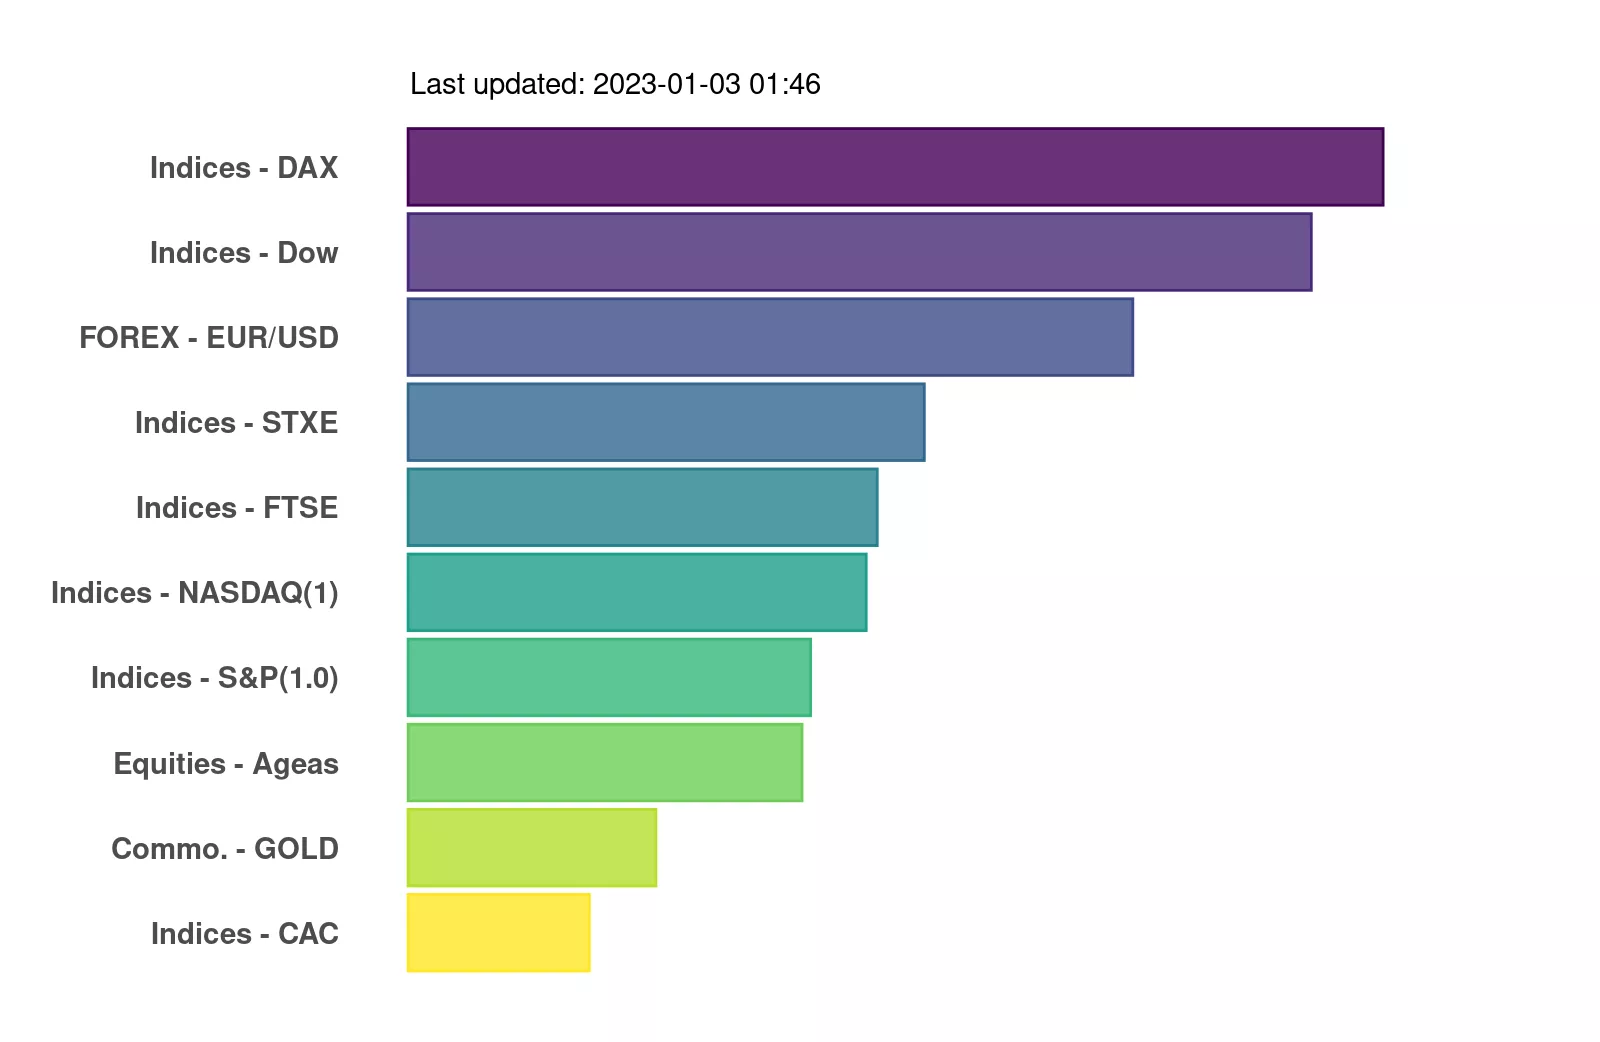 Last updated: 2023-01-03 01:46
Indices - DAX
Indices - Dow
FOREX - EUR/USD
Indices - STXE
Indices - FTSE
Indices - NASDAQ(1)
Indices - S&P(1.0)
Equities - Ageas
Commo. - GOLD
Indices - CAC